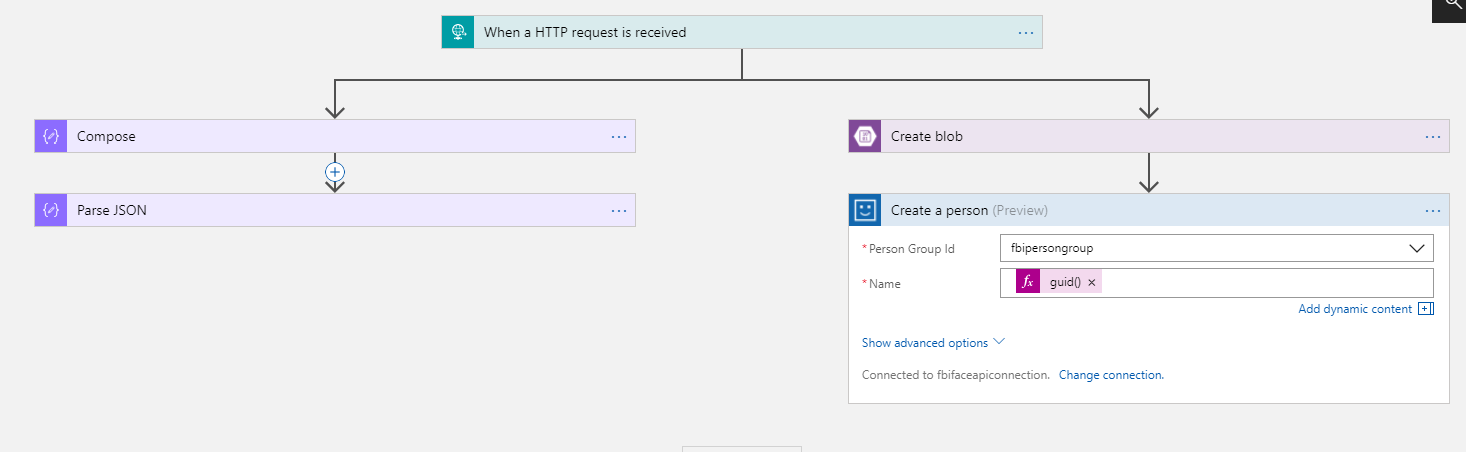 When a HTTP request is received
Compose
Create blob
Parse JSON
Create a person (Preview)
*Person Group Id fbipersongroup
*Name fx guid() ×
Add dynamic content
Show advanced options
Connected to fbifaceapiconnection. Change connection.